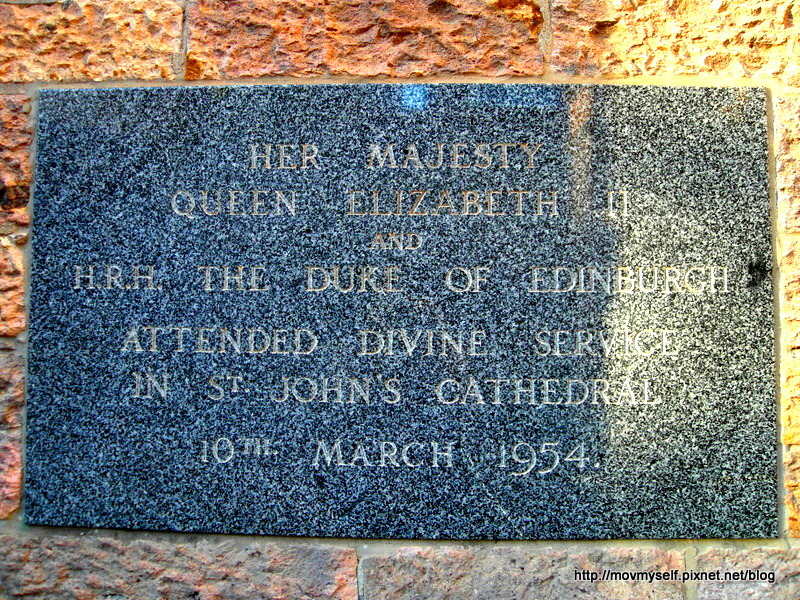 HER MAJESTY
QUEEN ELIZABETH II
AND
H.R.H. THE DUKE OF EDINBURGH
ATTENDED DIVINE SERVICE
IN ST. JOHN'S CATHEDRAL
10TH. MARCH 1954.
http://movmyself.pixnet.net/blog